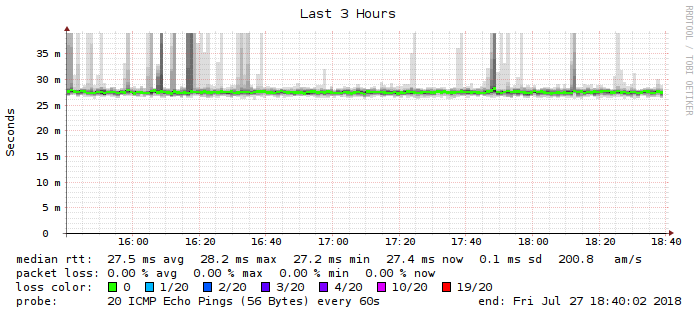 Last 3 Hours
RRDTOOL / TOBI OETIKER
Seconds
35 m
30 m
25 m
20 m
15 m
10 m
5 m
0
16:00 16:20 16:40 17:00 17:20 17:40 18:00 18:20 18:40
median rtt: 27.5 ms avg 28.2 ms max 27.2 ms min 27.4 ms now 0.1 ms sd 200.8 am/s
packet loss: 0.00 % avg 0.00 % max 0.00 % min 0.00 % now
loss color: 0 1/20 2/20 3/20 4/20 10/20 19/20
probe: 20 ICMP Echo Pings (56 Bytes) every 60s end: Fri Jul 27 18:40:02 2018